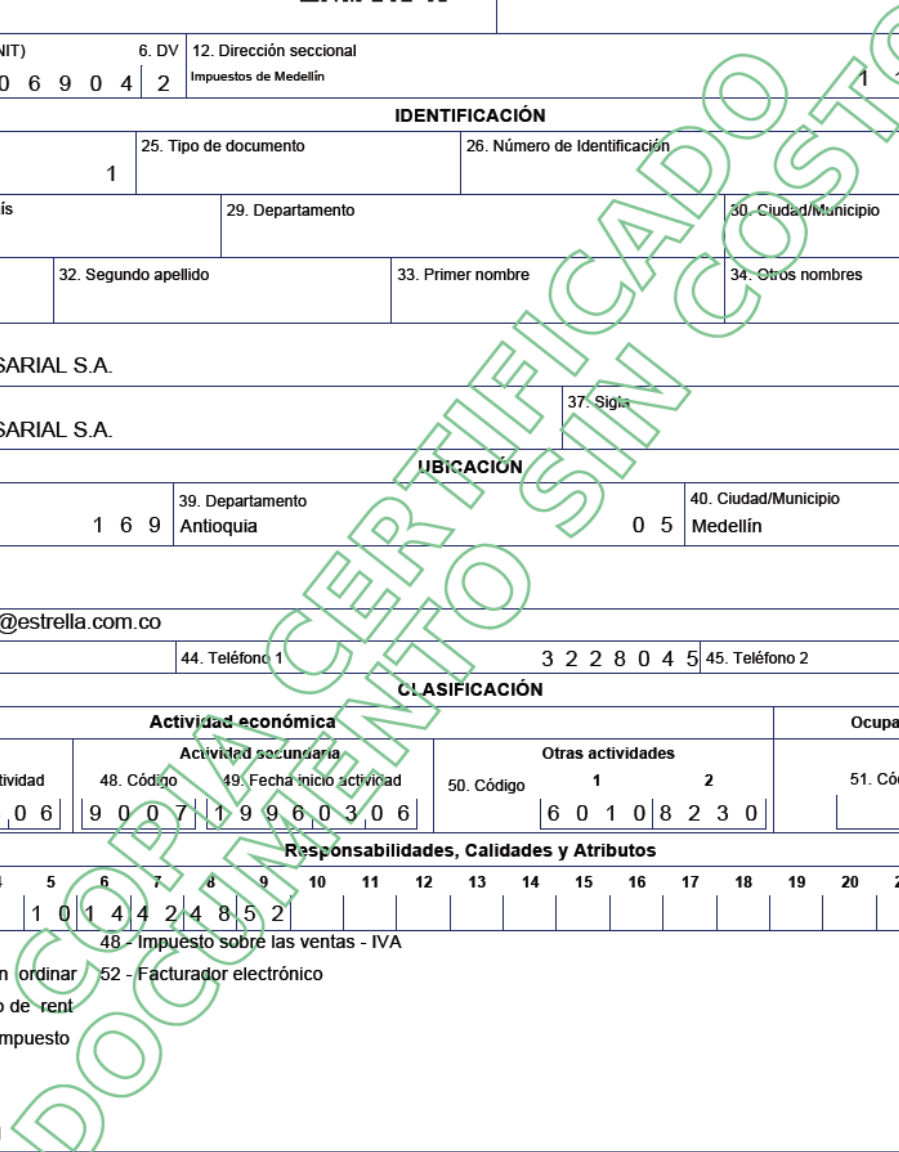 NIT) 6. DV 12. Dirección seccional
0 6 9 0 4 2 Impuestos de Medellín 1
IDENTIFICACIÓN
25. Tipo de documento 26. Número de Identificación
1
ís 29. Departamento 30. Ciudad/Municipio
32. Segundo apellido 33. Primer nombre 34. Otros nombres
SARIAL S.A.
37. Sigla
SARIAL S.A.
UBICACIÓN
39. Departamento 40. Ciudad/Municipio
1 6 9 Antioquia 0 5 Medellín
@estrella.com.co
44. Teléfono 1 3 2 2 8 0 4 5 45. Teléfono 2
CLASIFICACIÓN
Actividad económica Ocupa
Actividad secundaria Otras actividades
tividad 48. Código 49. Fecha inicio actividad 50. Código 1 2 51. Có
0 6 9 0 0 7 1 9 9 6 0 3 0 6 6 0 1 0 8 2 3 0
Responsabilidades, Calidades y Atributos
5 6 7 8 9 10 11 12 13 14 15 16 17 18 19 20 2
1 0 1 4 4 2 4 8 5 2
48 - Impuesto sobre las ventas - IVA
n ordinar 52 - Facturador electrónico
o de rent
mpuesto
COPIA CERTIFICADO
DOCUMENTO SIN COSTO